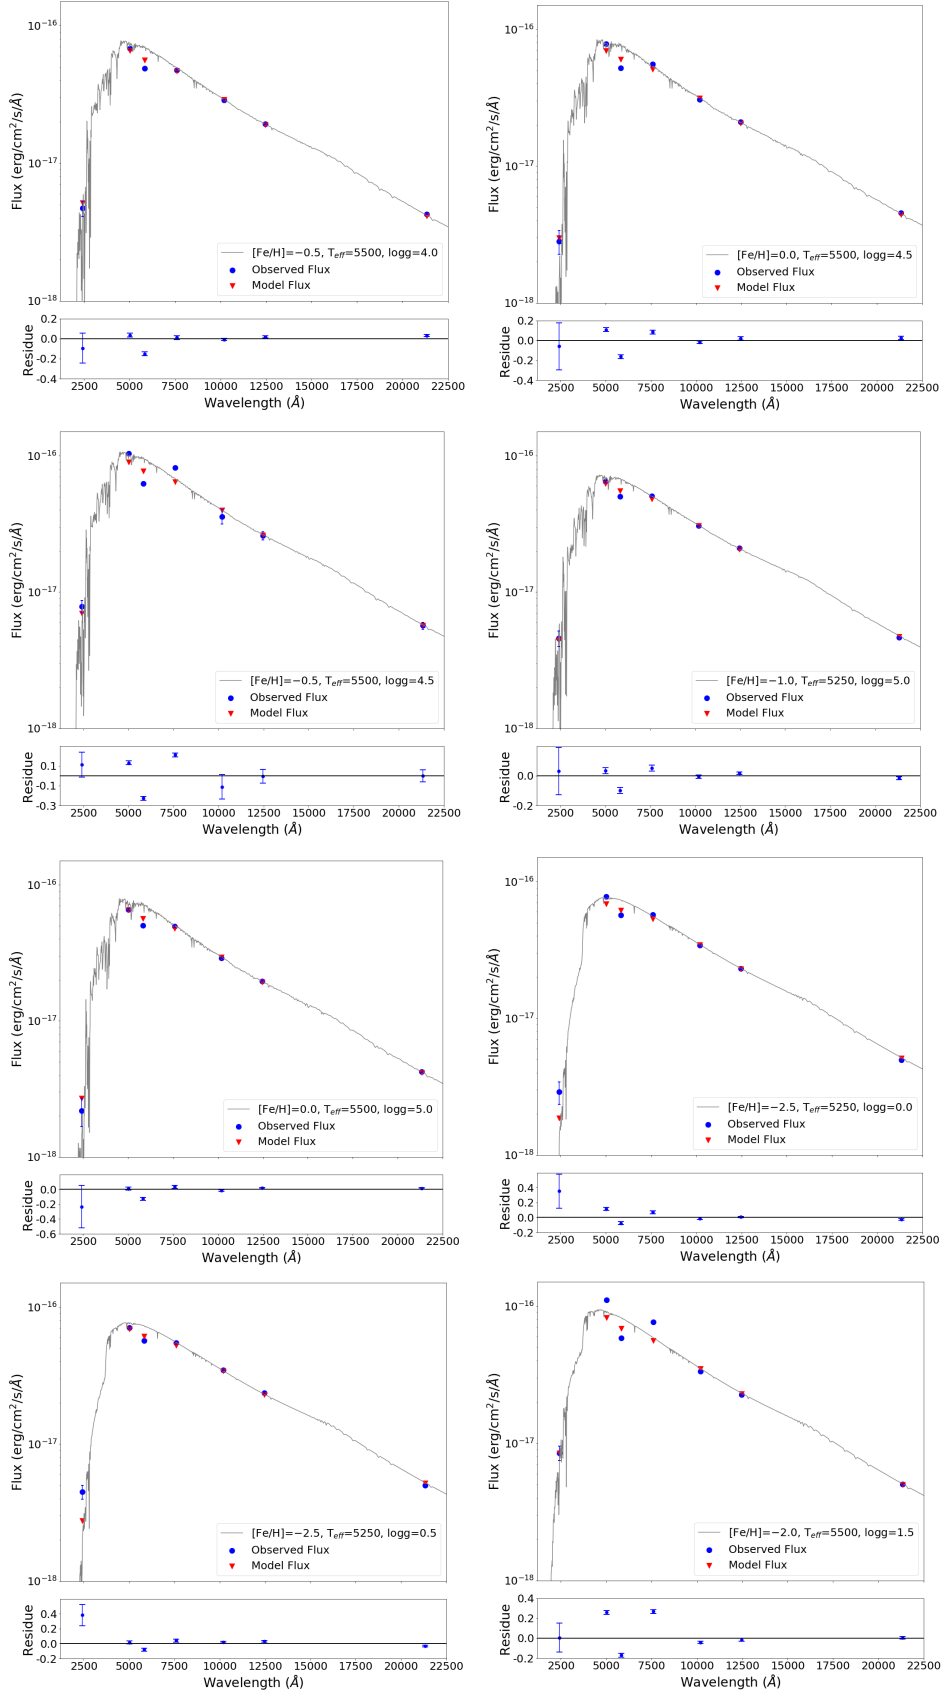 10⁻¹⁶
10⁻¹⁷
10⁻¹⁸
Flux (erg/cm²/s/Å)
[Fe/H]=−0.5, T_eff=5500, logg=4.0
Observed Flux
Model Flux
0.2
0.0
−0.2
−0.4
Residue
2500 5000 7500 10000 12500 15000 17500 20000 22500
Wavelength (Å)
10⁻¹⁶
10⁻¹⁷
10⁻¹⁸
Flux (erg/cm²/s/Å)
[Fe/H]=0.0, T_eff=5500, logg=4.5
Observed Flux
Model Flux
0.2
0.0
−0.2
−0.4
Residue
2500 5000 7500 10000 12500 15000 17500 20000 22500
Wavelength (Å)
10⁻¹⁶
10⁻¹⁷
10⁻¹⁸
Flux (erg/cm²/s/Å)
[Fe/H]=−0.5, T_eff=5500, logg=4.5
Observed Flux
Model Flux
0.1
−0.1
−0.3
Residue
2500 5000 7500 10000 12500 15000 17500 20000 22500
Wavelength (Å)
10⁻¹⁶
10⁻¹⁷
10⁻¹⁸
Flux (erg/cm²/s/Å)
[Fe/H]=−1.0, T_eff=5250, logg=5.0
Observed Flux
Model Flux
0.0
−0.2
Residue
2500 5000 7500 10000 12500 15000 17500 20000 22500
Wavelength (Å)
10⁻¹⁶
10⁻¹⁷
10⁻¹⁸
Flux (erg/cm²/s/Å)
[Fe/H]=0.0, T_eff=5500, logg=5.0
Observed Flux
Model Flux
0.0
−0.2
−0.4
−0.6
Residue
2500 5000 7500 10000 12500 15000 17500 20000 22500
Wavelength (Å)
10⁻¹⁶
10⁻¹⁷
10⁻¹⁸
Flux (erg/cm²/s/Å)
[Fe/H]=−2.5, T_eff=5250, logg=0.0
Observed Flux
Model Flux
0.4
0.2
0.0
−0.2
Residue
2500 5000 7500 10000 12500 15000 17500 20000 22500
Wavelength (Å)
10⁻¹⁶
10⁻¹⁷
10⁻¹⁸
Flux (erg/cm²/s/Å)
[Fe/H]=−2.5, T_eff=5250, logg=0.5
Observed Flux
Model Flux
0.4
0.2
0.0
−0.2
Residue
2500 5000 7500 10000 12500 15000 17500 20000 22500
Wavelength (Å)
10⁻¹⁶
10⁻¹⁷
10⁻¹⁸
Flux (erg/cm²/s/Å)
[Fe/H]=−2.0, T_eff=5500, logg=1.5
Observed Flux
Model Flux
0.4
0.2
0.0
−0.2
Residue
2500 5000 7500 10000 12500 15000 17500 20000 22500
Wavelength (Å)